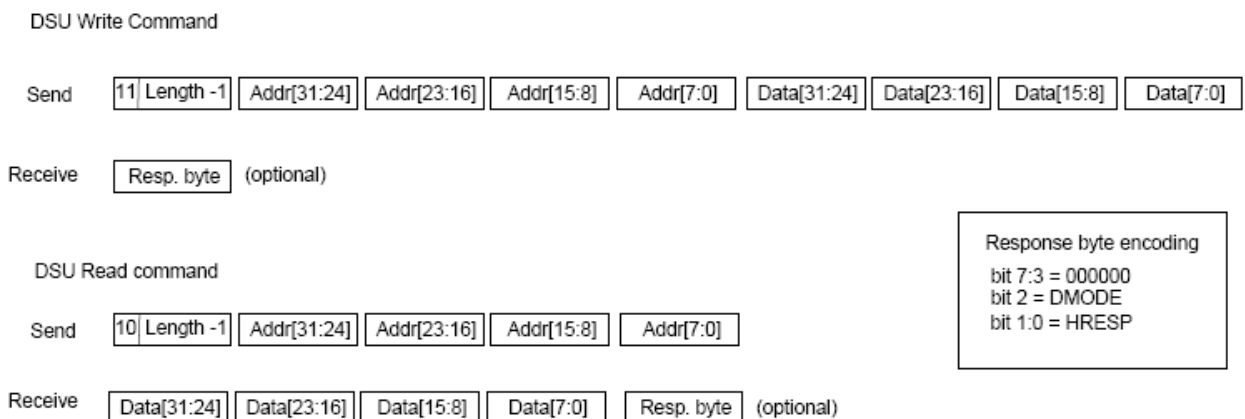 DSU Write Command
Send 11 Length -1 Addr[31:24] Addr[23:16] Addr[15:8] Addr[7:0] Data[31:24] Data[23:16] Data[15:8] Data[7:0]
Receive Resp. byte (optional)
Response byte encoding
bit 7:3 = 000000
bit 2 = DMODE
bit 1:0 = HRESP
DSU Read command
Send 10 Length -1 Addr[31:24] Addr[23:16] Addr[15:8] Addr[7:0]
Receive Data[31:24] Data[23:16] Data[15:8] Data[7:0] Resp. byte (optional)